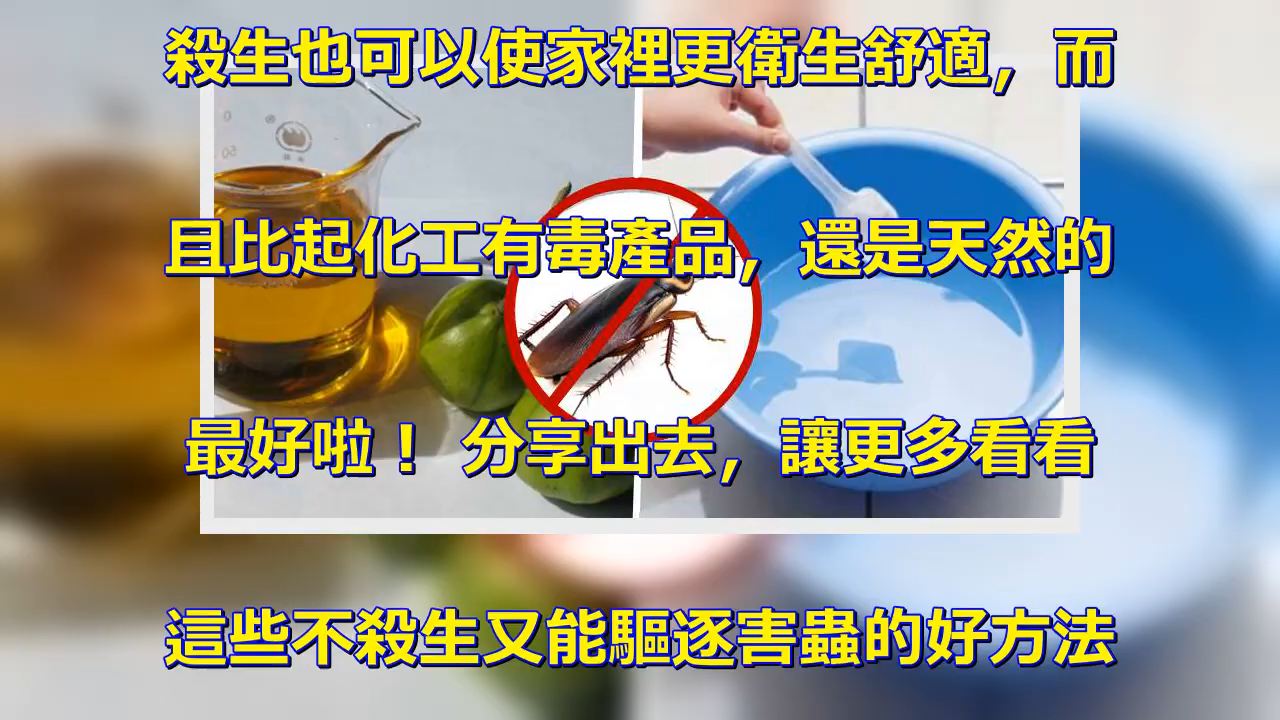 殺生也可以使家裡更衛生舒適，而
且比起化工有毒產品，還是天然的
最好啦！ 分享出去，讓更多看看
這些不殺生又能驅逐害蟲的好方法